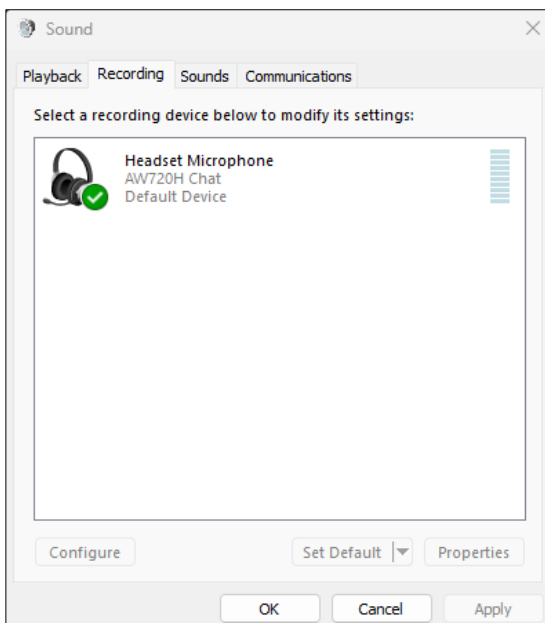 Sound
Playback Recording Sounds Communications
Select a recording device below to modify its settings:
Headset Microphone
AW720H Chat
Default Device
Configure Set Default Properties
OK Cancel Apply